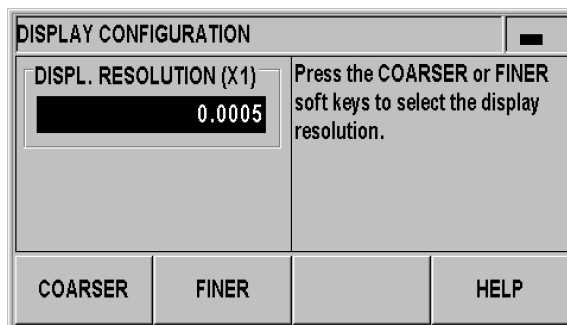 DISPLAY CONFIGURATION
DISPL. RESOLUTION (X1)
0.0005
Press the COARSER or FINER
soft keys to select the display
resolution.
COARSER
FINER
HELP